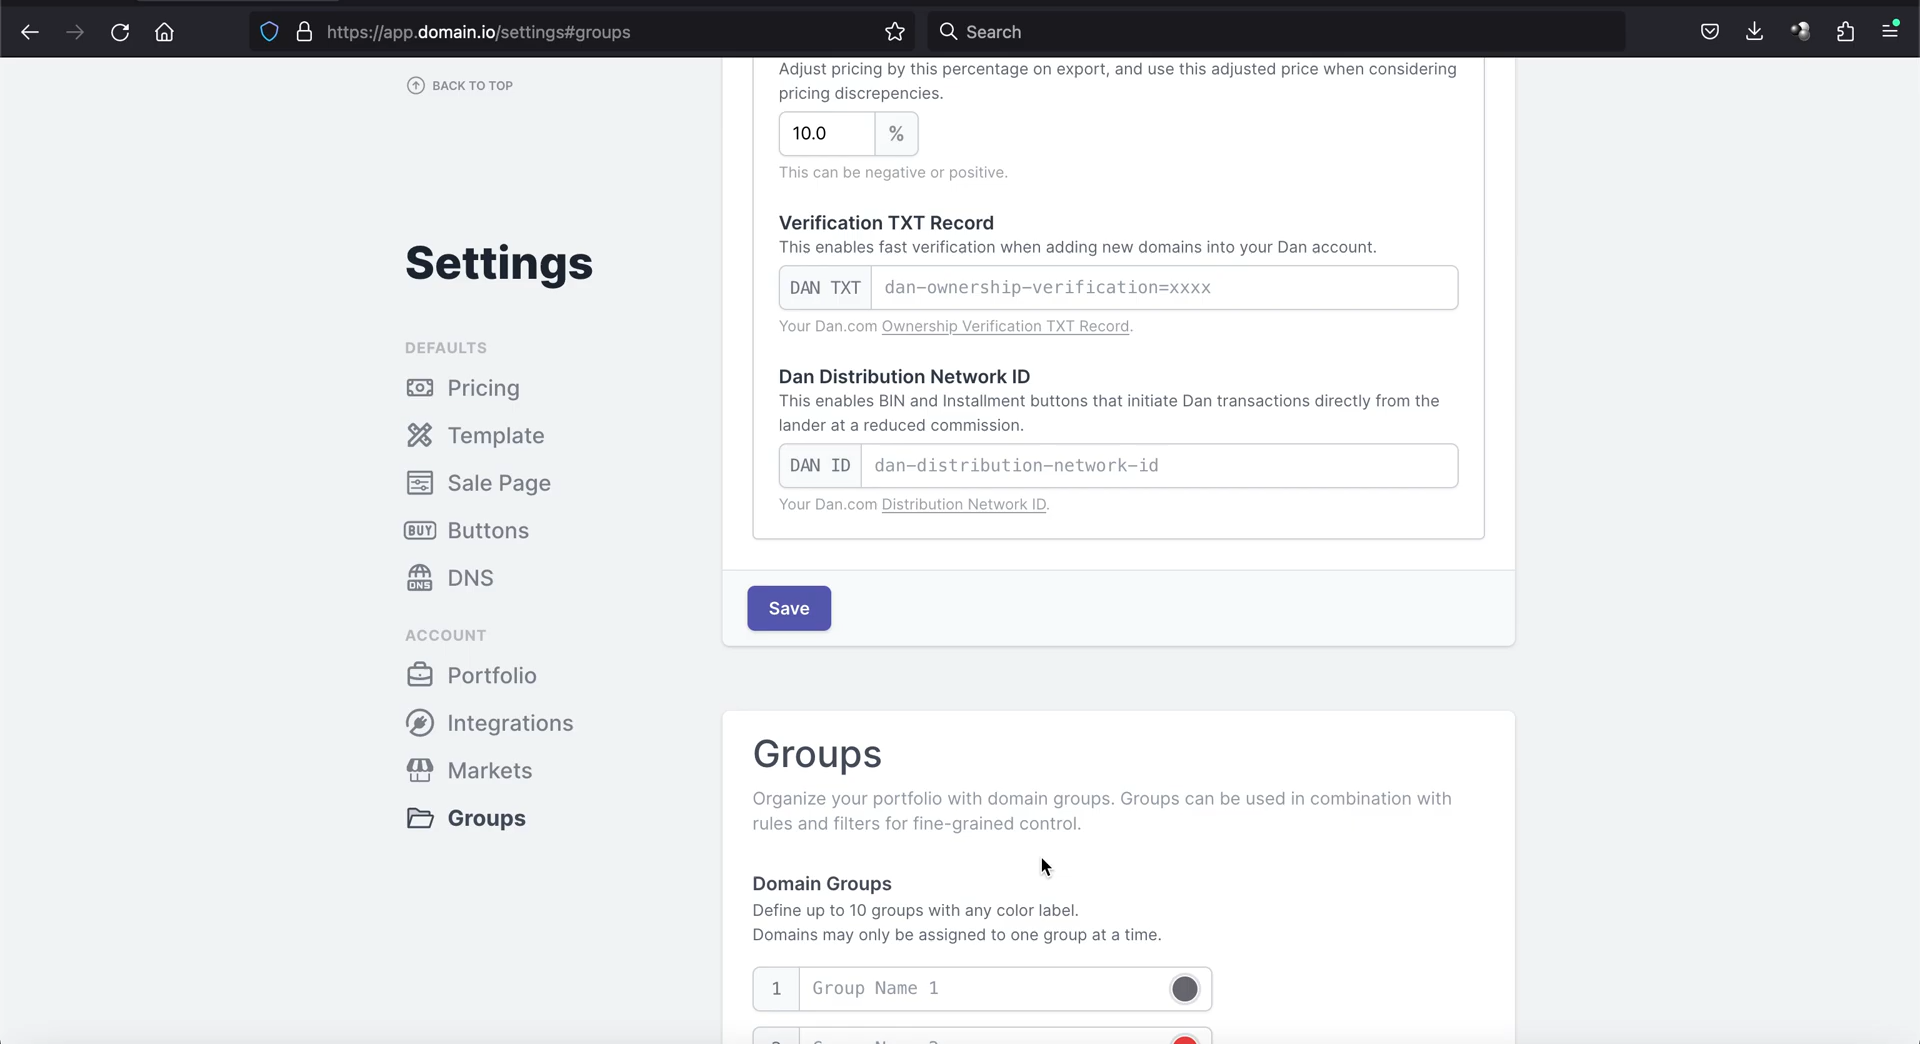 https://app.domain.io/settings#groups
Search
BACK TO TOP
Settings
DEFAULTS
Pricing
Template
Sale Page
BUY Buttons
DNS DNS
ACCOUNT
Portfolio
Integrations
Markets
Groups
Adjust pricing by this percentage on export, and use this adjusted price when considering
pricing discrepencies.
10.0 %
This can be negative or positive.
Verification TXT Record
This enables fast verification when adding new domains into your Dan account.
DAN TXT dan-ownership-verification=xxxx
Your Dan.com Ownership Verification TXT Record.
Dan Distribution Network ID
This enables BIN and Installment buttons that initiate Dan transactions directly from the
lander at a reduced commission.
DAN ID dan-distribution-network-id
Your Dan.com Distribution Network ID.
Save
Groups
Organize your portfolio with domain groups. Groups can be used in combination with
rules and filters for fine-grained control.
Domain Groups
Define up to 10 groups with any color label.
Domains may only be assigned to one group at a time.
1 Group Name 1